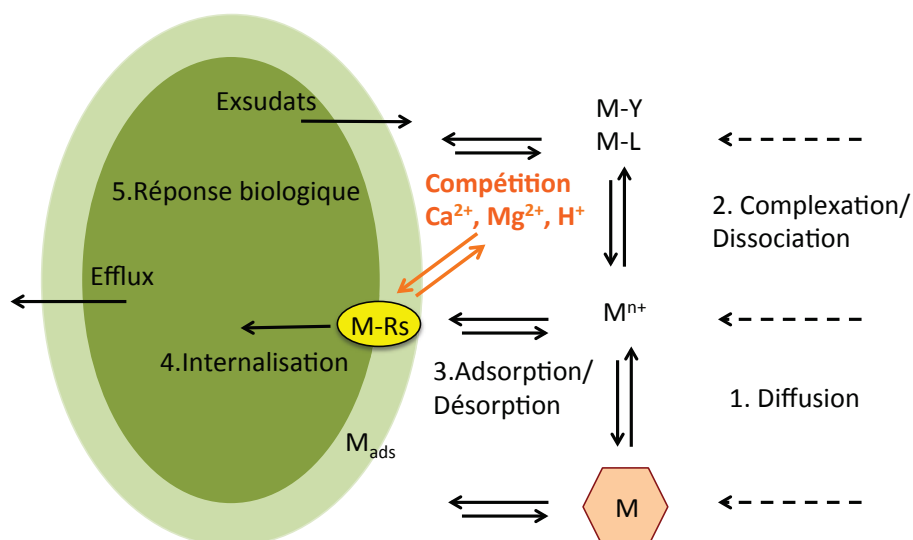 Exsudats
M-Y
M-L
5.Réponse biologique
Compétition
Ca²⁺, Mg²⁺, H⁺
2. Complexation/
Dissociation
Efflux
M-Rs
Mⁿ⁺
4.Internalisation
3.Adsorption/
Désorption
1. Diffusion
M_ads
M